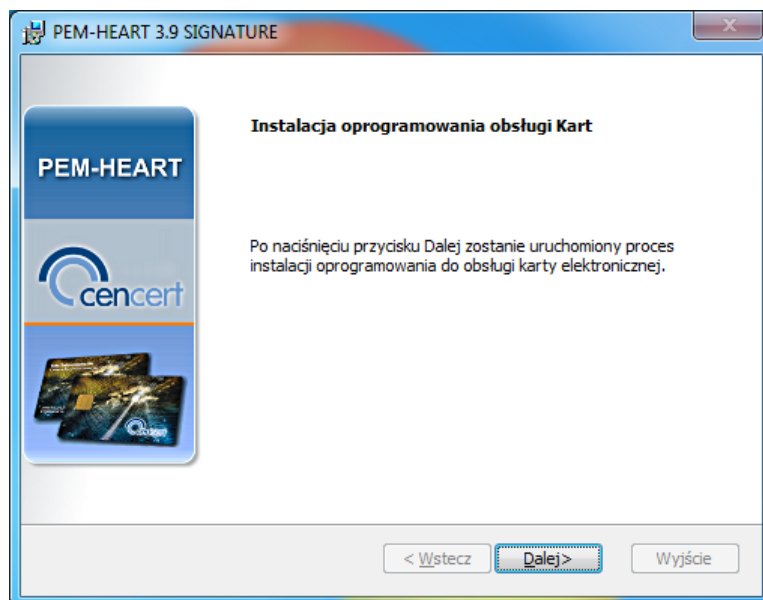 PEM-HEART 3.9 SIGNATURE
Instalacja oprogramowania obsługi Kart
PEM-HEART
Po naciśnięciu przycisku Dalej zostanie uruchomiony proces
instalacji oprogramowania do obsługi karty elektronicznej.
cencert
Cencert
< Wstecz
Dalej>
Wyjście